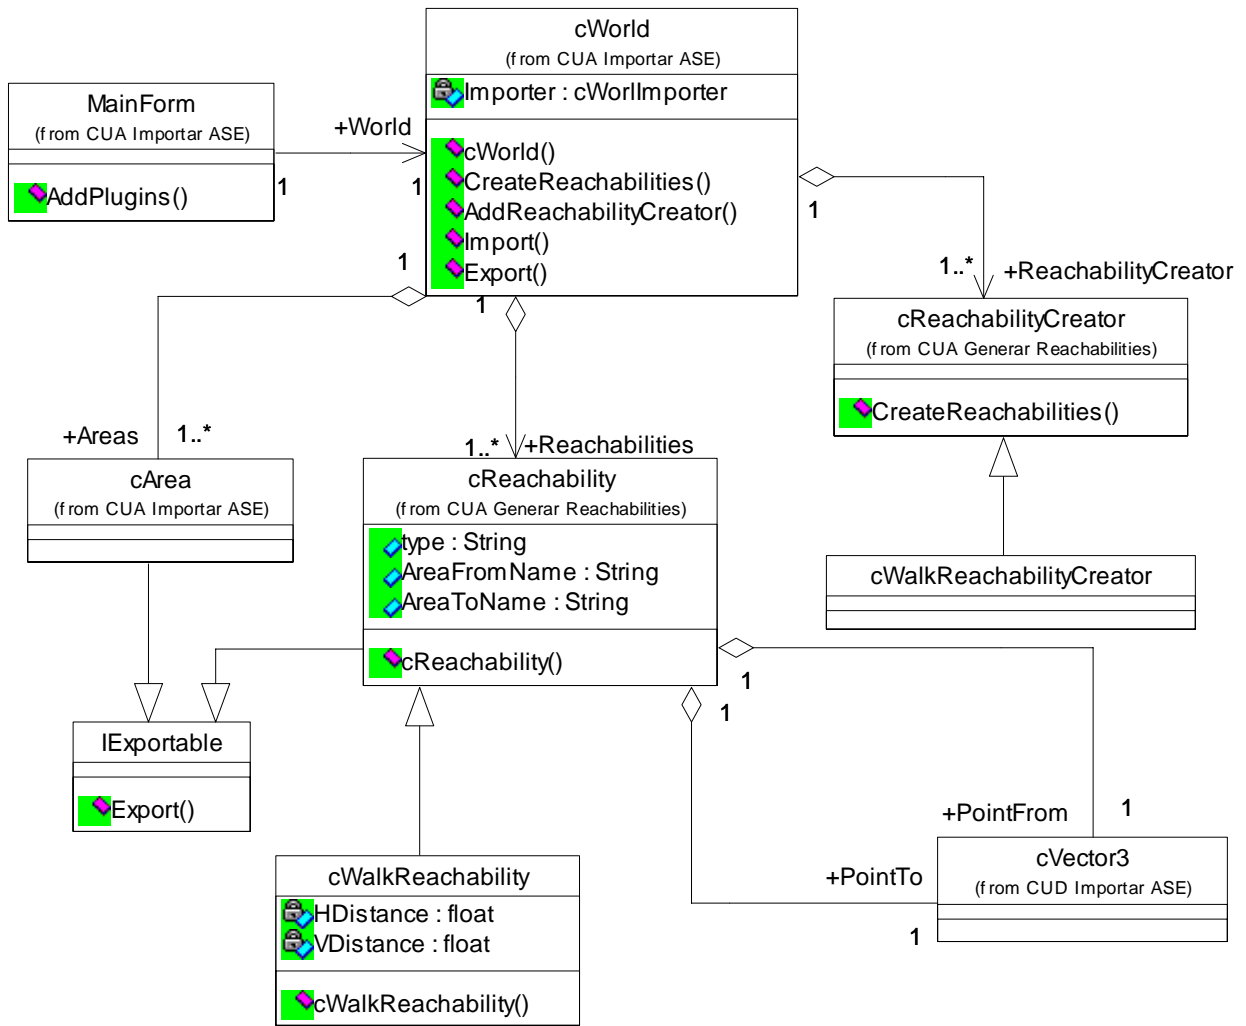 cWorld
(from CUA Importar ASE)
Importer : cWorlImporter
cWorld()
CreateReachabilities()
AddReachabilityCreator()
Import()
Export()
MainForm
(from CUA Importar ASE)
AddPlugins()
+World
1
1
1
1
1
1..*
+ReachabilityCreator
cReachabilityCreator
(from CUA Generar Reachabilities)
CreateReachabilities()
+Areas
1..*
1..*
+Reachabilities
cArea
(from CUA Importar ASE)
cReachability
(from CUA Generar Reachabilities)
type : String
AreaFromName : String
AreaToName : String
cReachability()
cWalkReachabilityCreator
1
1
IExportable
Export()
+PointFrom
1
cWalkReachability
HDistance : float
VDistance : float
cWalkReachability()
+PointTo
1
cVector3
(from CUD Importar ASE)